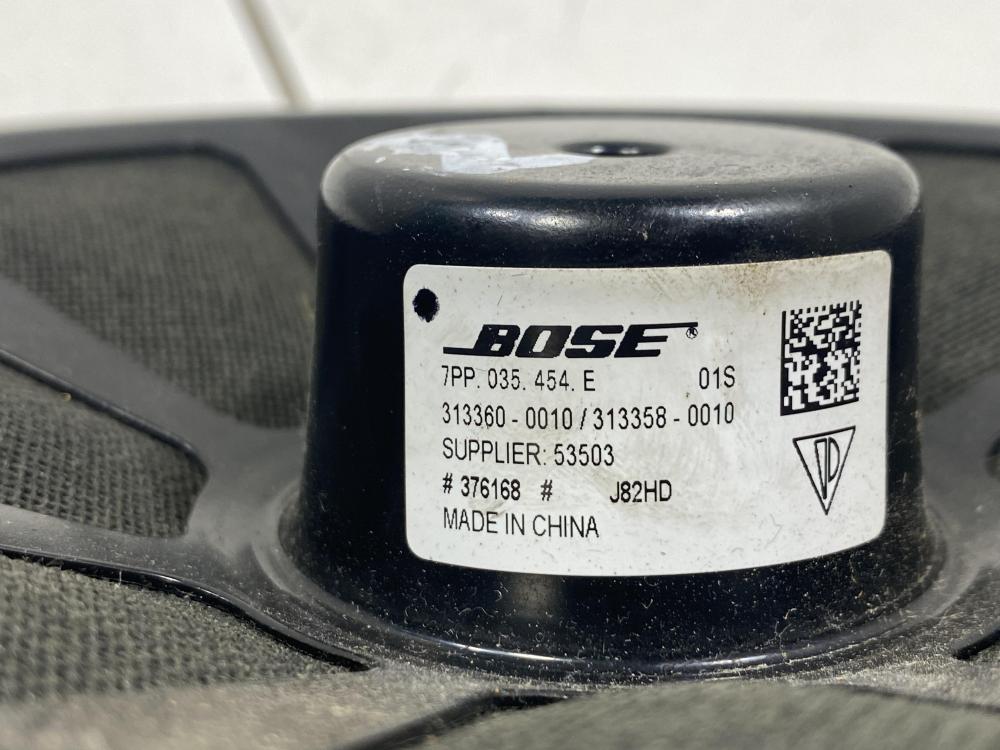 BOSE®
7PP. 035. 454. E 01S
313360 - 0010 / 313358 - 0010
SUPPLIER: 53503
# 376168 # J82HD
MADE IN CHINA